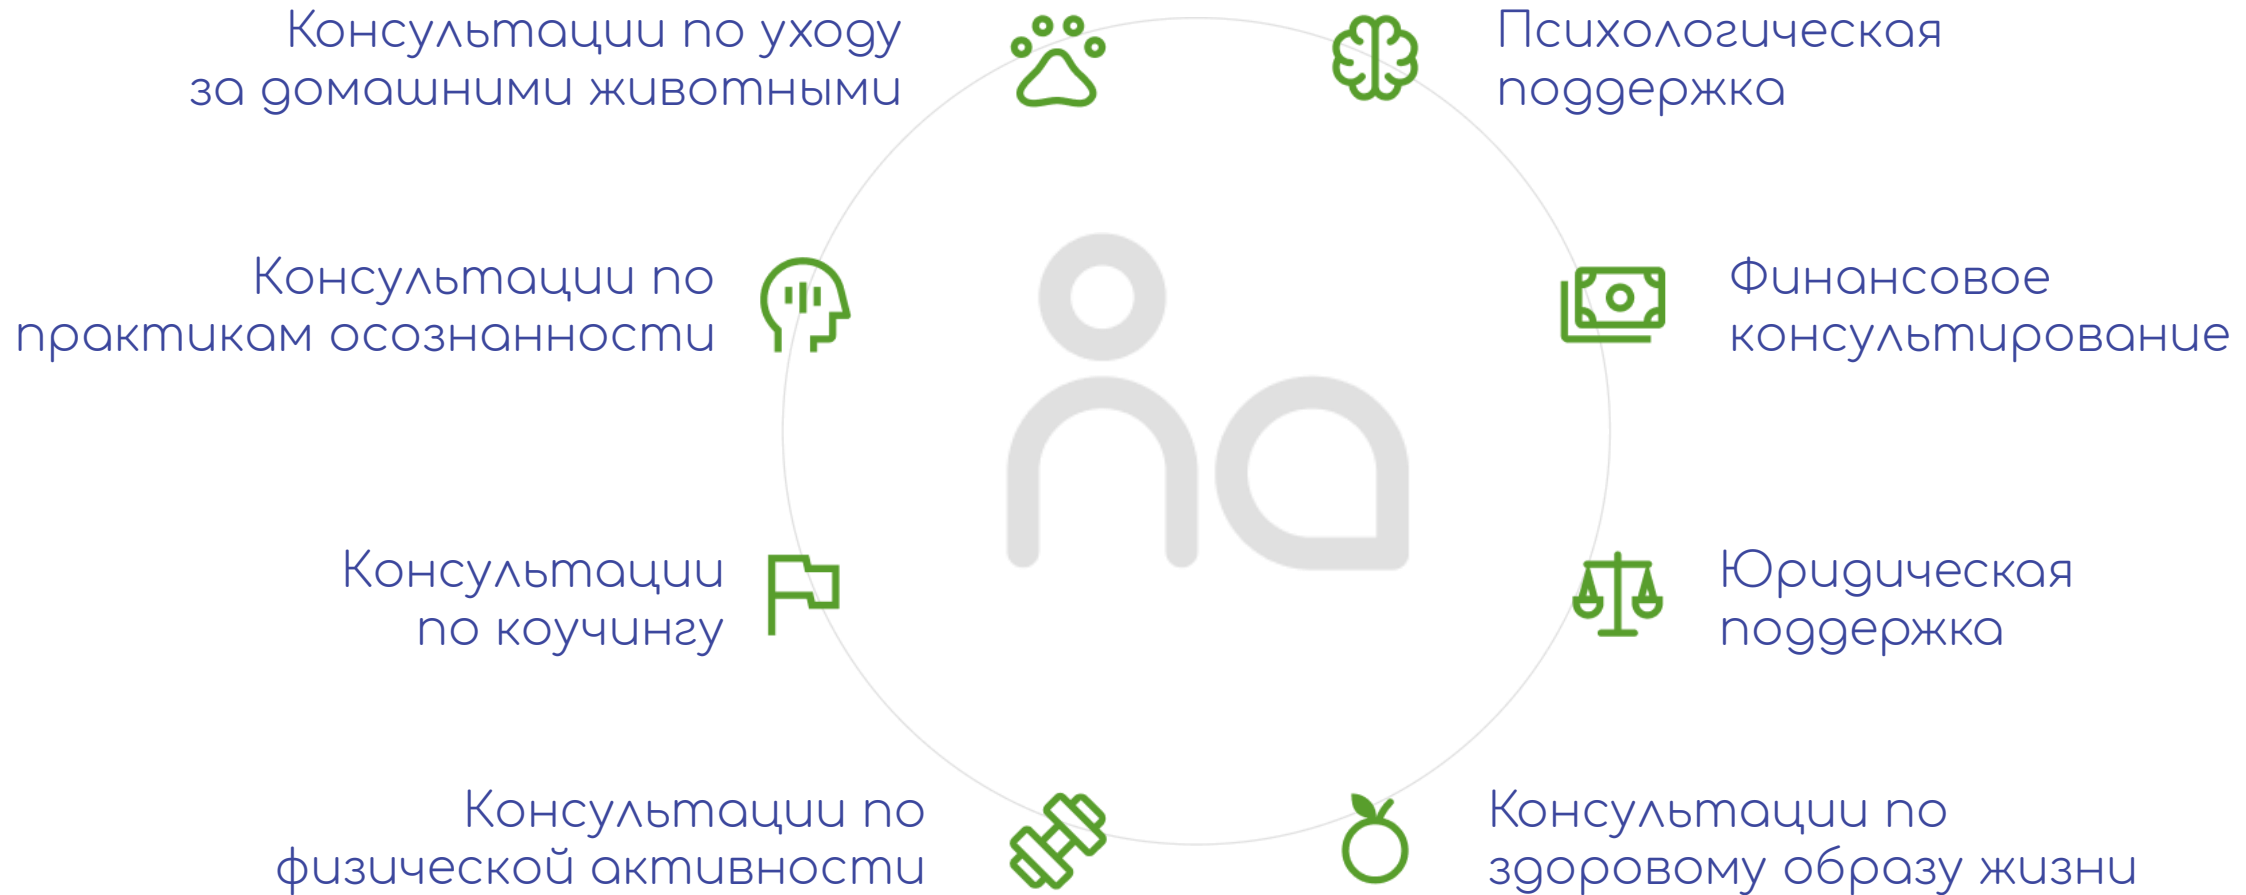 Консультации по уходу
за домашними животными
Психологическая
поддержка
Консультации по
практикам осознанности
Финансовое
консультирование
Консультации
по коучингу
Юридическая
поддержка
Консультации по
физической активности
Консультации по
здоровому образу жизни